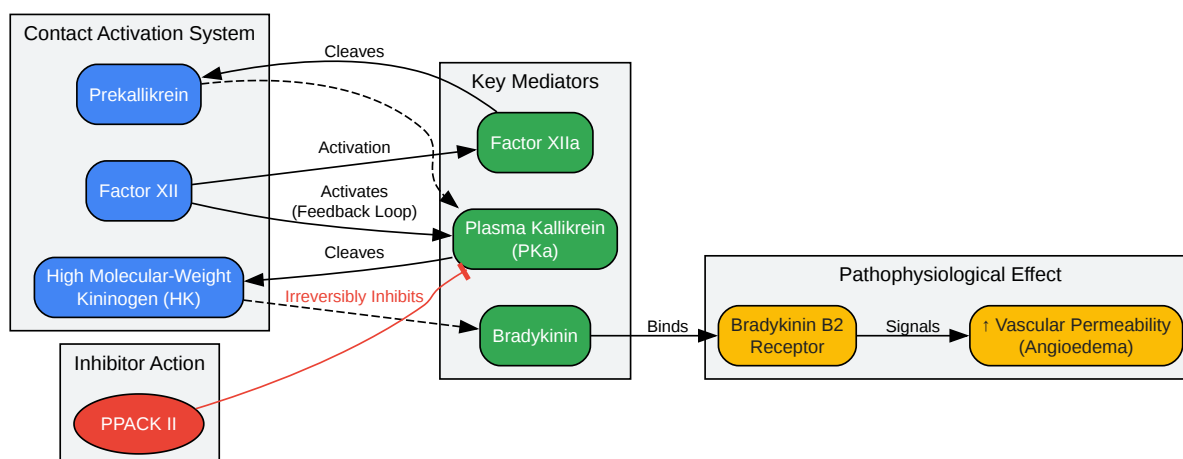 Contact Activation System
Prekallikrein
Factor XII
High Molecular-Weight
Kininogen (HK)
Inhibitor Action
PPACK II
Cleaves
Activation
Activates
(Feedback Loop)
Cleaves
Irreversibly Inhibits
Key Mediators
Factor XIIa
Plasma Kallikrein
(PKa)
Bradykinin
Binds
Pathophysiological Effect
Bradykinin B2
Receptor
Signals
↑ Vascular Permeability
(Angioedema)